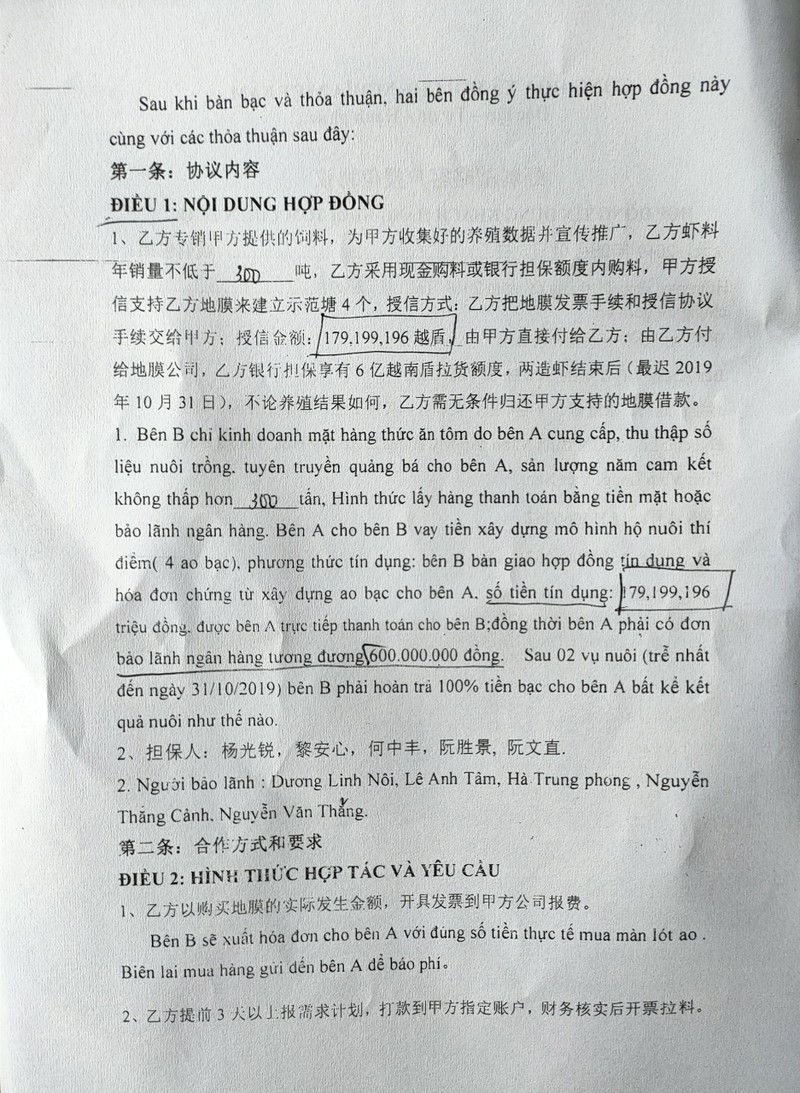 Sau khi bàn bạc và thỏa thuận, hai bên đồng ý thực hiện hợp đồng này
cùng với các thỏa thuận sau đây:
第一条：协议内容
ĐIỀU 1: NỘI DUNG HỢP ĐỒNG
1、乙方专销甲方提供的饲料，为甲方收集好的养殖数据并宣传推广，乙方虾料
年销量不低于 300 吨，乙方采用现金购料或银行担保额度内购料，甲方授
信支持乙方地膜来建立示范塘 4 个，授信方式：乙方把地膜发票手续和授信协议
手续交给甲方；授信金额：179,199,196 越盾，由甲方直接付给乙方；由乙方付
给地膜公司，乙方银行担保享有 6 亿越南盾拉货额度，两造虾结束后（最迟 2019
年 10 月 31 日），不论养殖结果如何，乙方需无条件归还甲方支持的地膜借款。
1. Bên B chỉ kinh doanh mặt hàng thức ăn tôm do bên A cung cấp, thu thập số
liệu nuôi trồng, tuyên truyền quảng bá cho bên A, sản lượng năm cam kết
không thấp hơn 300 tấn, Hình thức lấy hàng thanh toán bằng tiền mặt hoặc
bảo lãnh ngân hàng. Bên A cho bên B vay tiền xây dựng mô hình hộ nuôi thí
điểm( 4 ao bạc), phương thức tín dụng: bên B bàn giao hợp đồng tín dụng và
hóa đơn chứng từ xây dựng ao bạc cho bên A, số tiền tín dụng: 179,199,196
triệu đồng, được bên A trực tiếp thanh toán cho bên B;đồng thời bên A phải có đơn
bảo lãnh ngân hàng tương đương 600.000.000 đồng. Sau 02 vụ nuôi (trễ nhất
đến ngày 31/10/2019) bên B phải hoàn trả 100% tiền bạc cho bên A bất kể kết
quả nuôi như thế nào.
2、担保人：杨光锐，黎安心，何中丰，阮胜景, 阮文直.
2. Người bảo lãnh : Dương Linh Nôi, Lê Anh Tâm, Hà Trung phong , Nguyễn
Thắng Cảnh, Nguyễn Văn Thẳng.
第二条：合作方式和要求
ĐIỀU 2: HÌNH THỨC HỢP TÁC VÀ YÊU CẦU
1、乙方以购买地膜的实际发生金额，开具发票到甲方公司报费。
Bên B sẽ xuất hóa đơn cho bên A với đúng số tiền thực tế mua màn lót ao .
Biên lai mua hàng gửi đến bên A để báo phí。
2、乙方提前 3 天以上报需求计划，打款到甲方指定账户，财务核实后开票拉料。